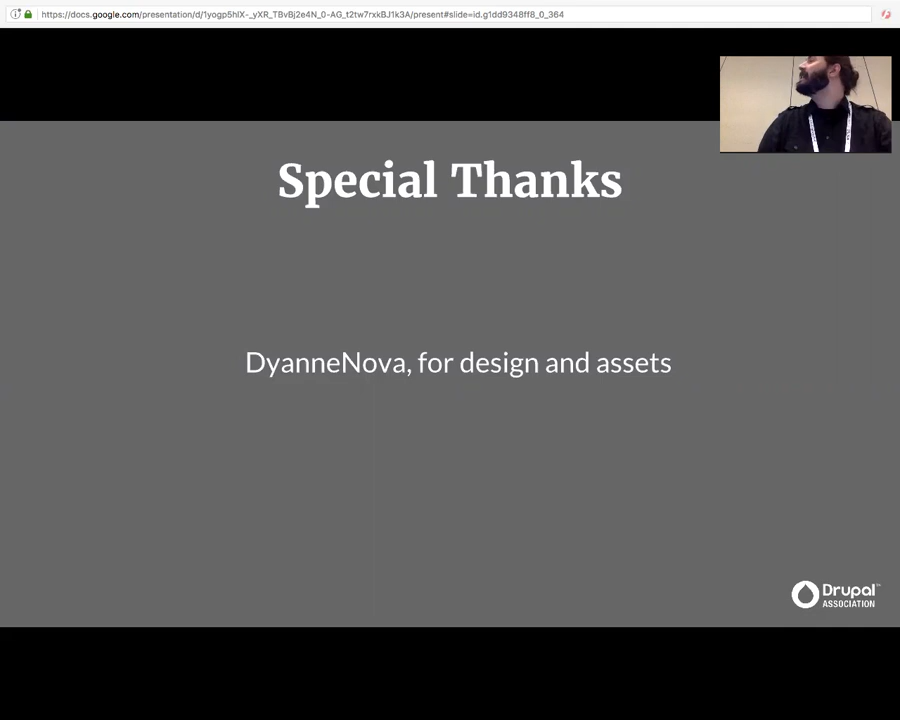 https://docs.google.com/presentation/d/1yogp5hlX-_yXR_TBvBj2e4N_0-AG_t2tw7rxkBJ1k3A/present#slide=id.g1dd9348ff8_0_364
Special Thanks
DyanneNova, for design and assets
Drupal™
ASSOCIATION